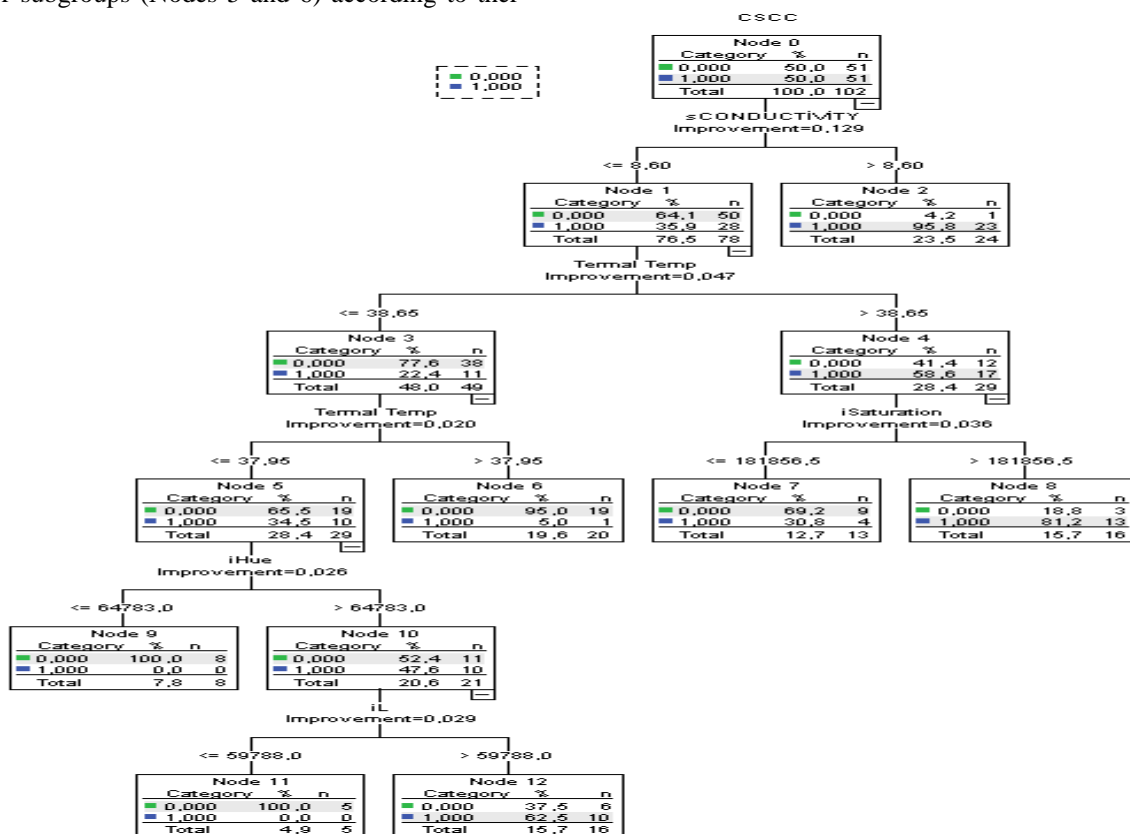 r subgroups (Nodes 5 and 6) according to ther
CSCC
Node 0
Category % n
0,000 50,0 51
1,000 50,0 51
Total 100,0 102
0,000
1,000
sCONDUCTİVİTY
Improvement=0,129
<= 8,60
> 8,60
Node 1
Category % n
0,000 64,1 50
1,000 35,9 28
Total 76,5 78
Node 2
Category % n
0,000 4,2 1
1,000 95,8 23
Total 23,5 24
Termal Temp
Improvement=0,047
<= 38,65
> 38,65
Node 3
Category % n
0,000 77,6 38
1,000 22,4 11
Total 48,0 49
Node 4
Category % n
0,000 41,4 12
1,000 58,6 17
Total 28,4 29
Termal Temp
Improvement=0,020
iSaturation
Improvement=0,036
<= 37,95
> 37,95
<= 181856,5
> 181856,5
Node 5
Category % n
0,000 65,5 19
1,000 34,5 10
Total 28,4 29
Node 6
Category % n
0,000 95,0 19
1,000 5,0 1
Total 19,6 20
Node 7
Category % n
0,000 69,2 9
1,000 30,8 4
Total 12,7 13
Node 8
Category % n
0,000 18,8 3
1,000 81,2 13
Total 15,7 16
iHue
Improvement=0,026
<= 64783,0
> 64783,0
Node 9
Category % n
0,000 100,0 8
1,000 0,0 0
Total 7,8 8
Node 10
Category % n
0,000 52,4 11
1,000 47,6 10
Total 20,6 21
iL
Improvement=0,029
<= 59788,0
> 59788,0
Node 11
Category % n
0,000 100,0 5
1,000 0,0 0
Total 4,9 5
Node 12
Category % n
0,000 37,5 6
1,000 62,5 10
Total 15,7 16